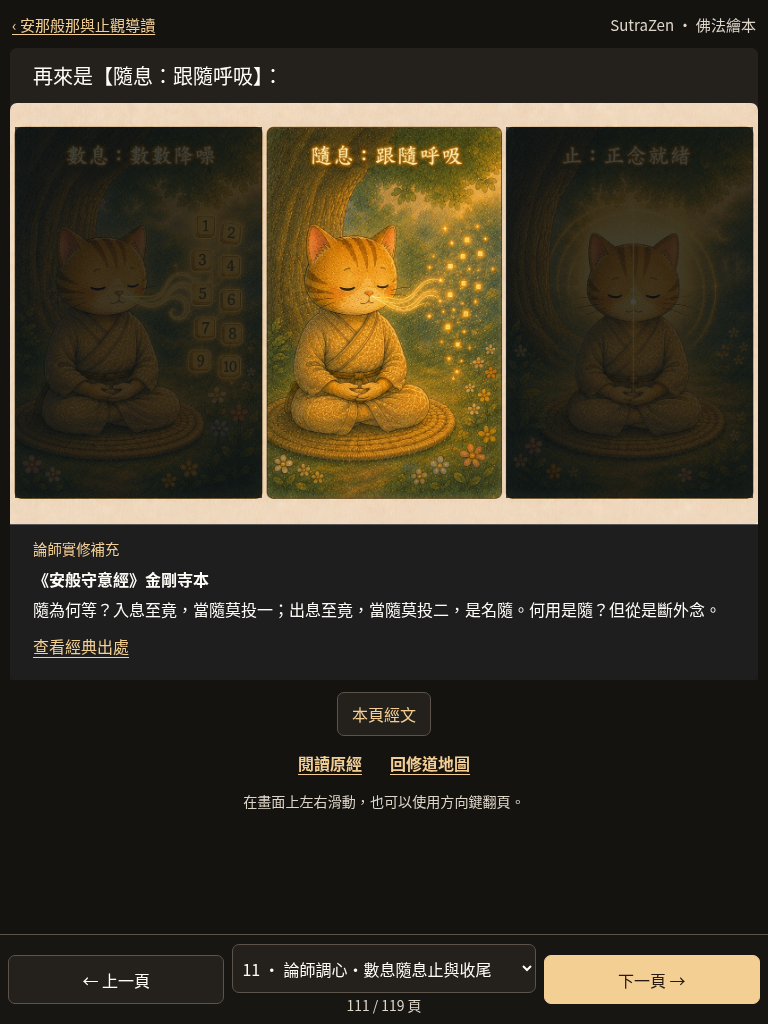 ‹ 安那般那與止觀導讀
SutraZen · 佛法繪本
再來是【隨息：跟隨呼吸】：
數息：數數降噪
隨息：跟隨呼吸
止：正念就緒
1
2
3
4
5
6
7
8
9
10
論師實修補充
《安般守意經》金剛寺本
隨為何等？入息至竟，當隨莫投一；出息至竟，當隨莫投二，是名隨。何用是隨？但從是斷外念。
查看經典出處
本頁經文
閱讀原經
回修道地圖
在畫面上左右滑動，也可以使用方向鍵翻頁。
← 上一頁
11 · 論師調心・數息隨息止與收尾
下一頁 →
111 / 119 頁